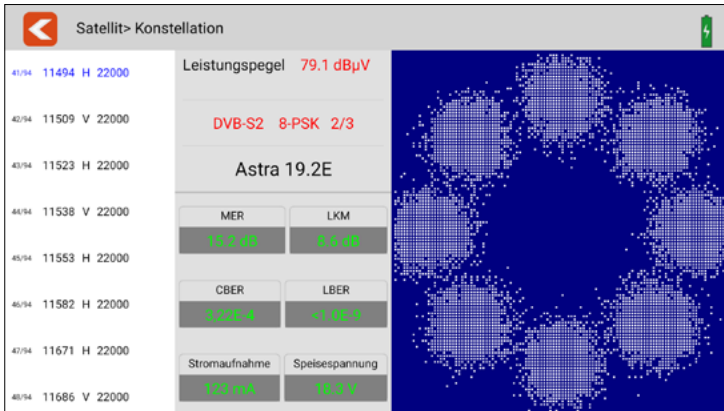 Satellit> Konstellation
41/94 11494 H 22000
42/94 11509 V 22000
43/94 11523 H 22000
44/94 11538 V 22000
45/94 11553 H 22000
46/94 11582 H 22000
47/94 11671 H 22000
48/94 11686 V 22000
Leistungspegel 79.1 dBµV
DVB-S2 8-PSK 2/3
Astra 19.2E
MER LKM
15.2 dB 8.6 dB
CBER LBER
3.22E-4 <1.0E-9
Stromaufnahme Speisespannung
123 mA 18.3 V